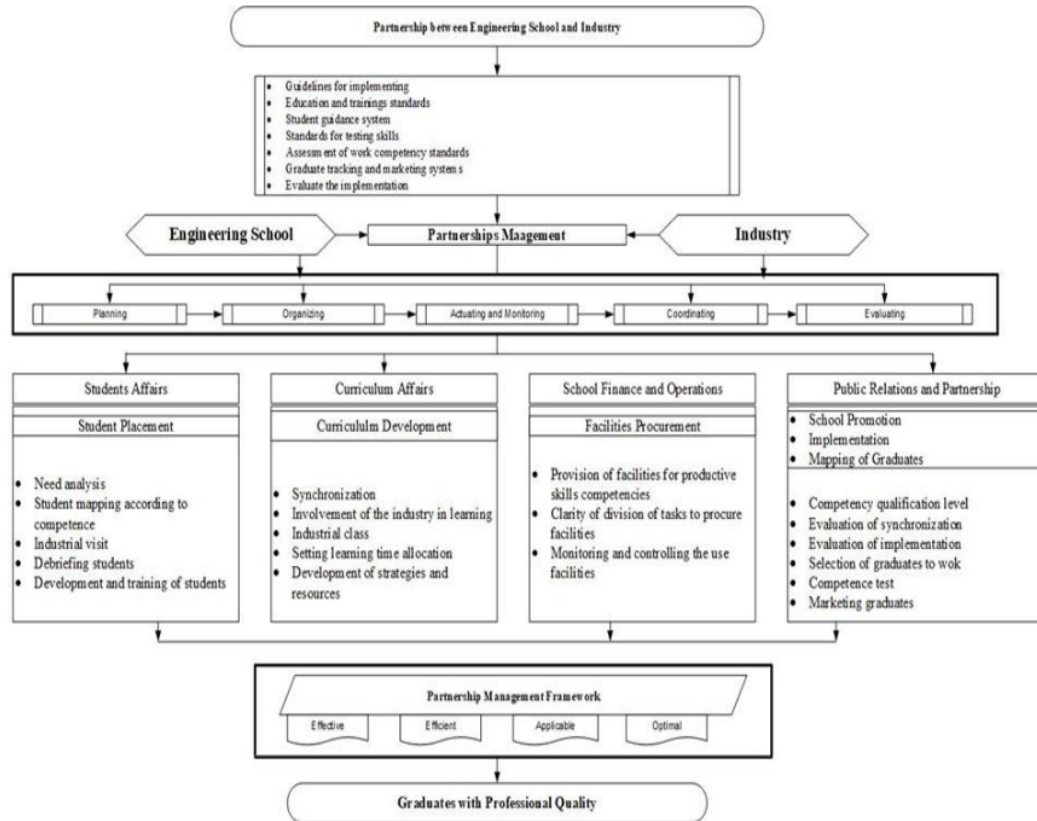 Partnership between Engineering School and Industry
• Guidelines for implementing
• Education and trainings standards
• Student guidance system
• Standards for testing skills
• Assessment of work competency standards
• Graduate tracking and marketing systems
• Evaluate the implementation
Engineering School
Partnerships Maagement
Industry
Planning
Organizing
Actuating and Monitoring
Coordinating
Evaluating
Students Affairs
Student Placement
• Need analysis
• Student mapping according to
competence
• Industrial visit
• Debriefing students
• Development and training of students
Curriculum Affairs
Curricululm Development
• Synchronization
• Involvement of the industry in learning
• Industrial class
• Setting learning time allocation
• Development of strategies and
resources
School Finance and Operations
Facilities Procurement
• Provision of facilities for productive
skills competencies
• Clarity of division of tasks to procure
facilities
• Monitoring and controlling the use
facilities
Public Relations and Partnership
• School Promotion
• Implementation
• Mapping of Graduates
• Competency qualification level
• Evaluation of synchronization
• Evaluation of implementation
• Selection of graduates to wok
• Competence test
• Marketing graduates
Partnership Management Framework
Effective
Efficient
Applicable
Optimal
Graduates with Professional Quality